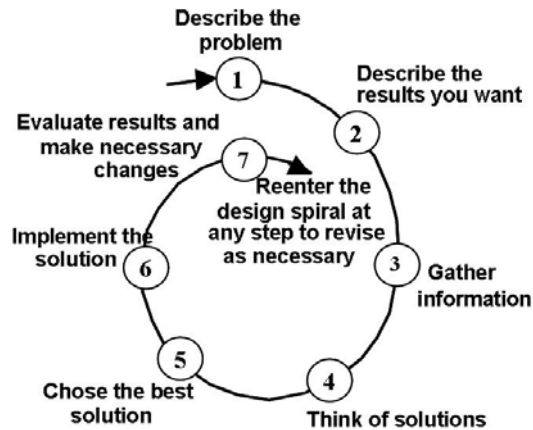 Describe the
problem
1
Describe the
results you want
2
3
Gather
information
4
Think of solutions
5
Chose the best
solution
6
Implement the
solution
Evaluate results and
make necessary
changes
7
Reenter the
design spiral at
any step to revise
as necessary